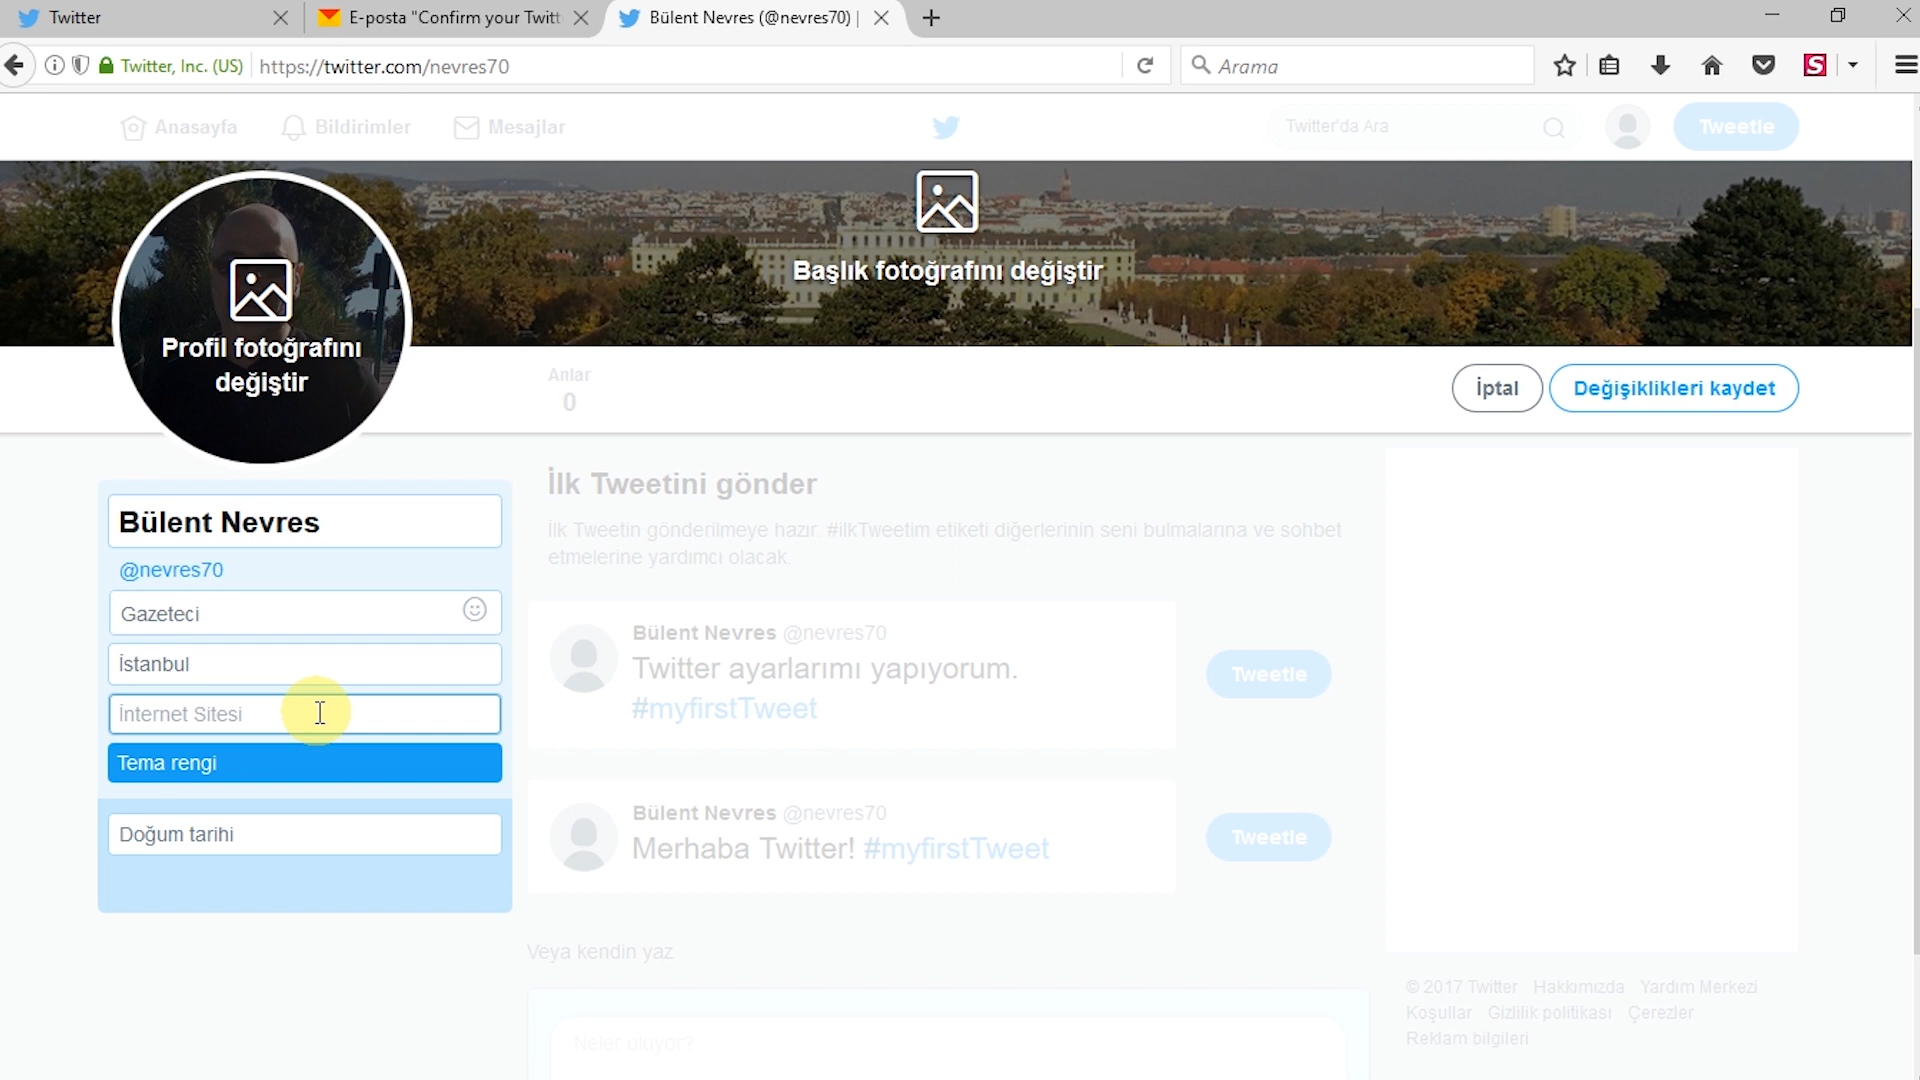 Twitter
E-posta "Confirm your Twitt
Bülent Nevres (@nevres70) |
Twitter, Inc. (US)
https://twitter.com/nevres70
Arama
Anasayfa
Bildirimler
Mesajlar
Twitter'da Ara
Tweetle
Başlık fotoğrafını değiştir
Profil fotoğrafını
değiştir
Anlar
0
İptal
Değişiklikleri kaydet
Bülent Nevres
@nevres70
Gazeteci
İstanbul
İnternet Sitesi
Tema rengi
Doğum tarihi
İlk Tweetini gönder
İlk Tweetin gönderilmeye hazır. #ilkTweetim etiketi diğerlerinin seni bulmalarına ve sohbet
etmelerine yardımcı olacak.
Bülent Nevres @nevres70
Twitter ayarlarımı yapıyorum.
#myfirstTweet
Tweetle
Bülent Nevres @nevres70
Merhaba Twitter! #myfirstTweet
Tweetle
Veya kendin yaz
Neler oluyor?
© 2017 Twitter Hakkımızda Yardım Merkezi
Koşullar Gizlilik politikası Çerezler
Reklam bilgileri